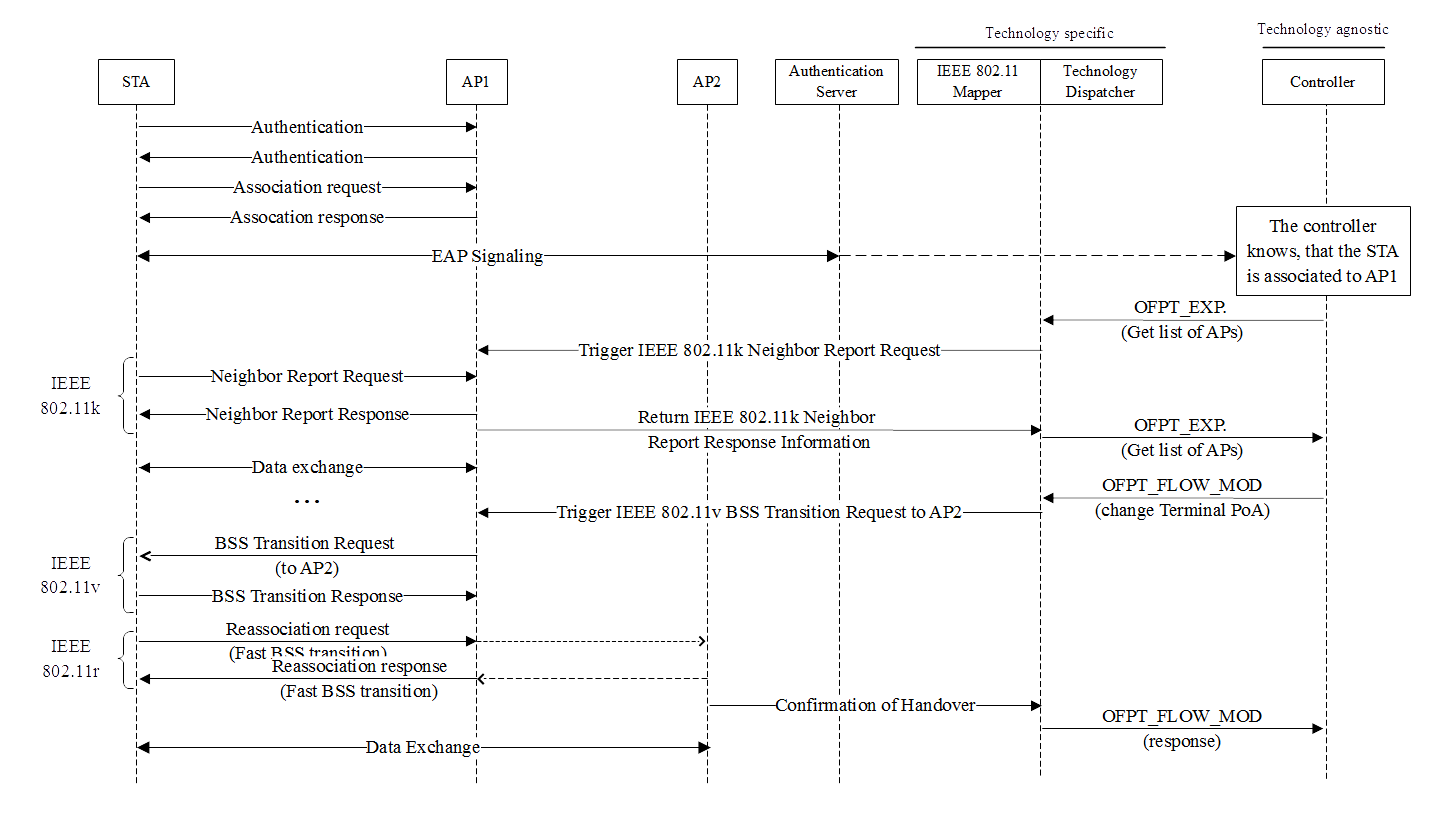 Technology specific
Technology agnostic
STA
AP1
AP2
Authentication
Server
IEEE 802.11
Mapper
Technology
Dispatcher
Controller
Authentication
Authentication
Association request
Assocation response
The controller
knows, that the STA
is associated to AP1
EAP Signaling
OFPT_EXP.
(Get list of APs)
Trigger IEEE 802.11k Neighbor Report Request
IEEE
802.11k
Neighbor Report Request
Neighbor Report Response
Return IEEE 802.11k Neighbor
Report Response Information
OFPT_EXP.
(Get list of APs)
Data exchange
...
OFPT_FLOW_MOD
(change Terminal PoA)
Trigger IEEE 802.11v BSS Transition Request to AP2
IEEE
802.11v
BSS Transition Request
(to AP2)
BSS Transition Response
IEEE
802.11r
Reassociation request
(Fast BSS transition)
Reassociation response
(Fast BSS transition)
Confirmation of Handover
OFPT_FLOW_MOD
(response)
Data Exchange